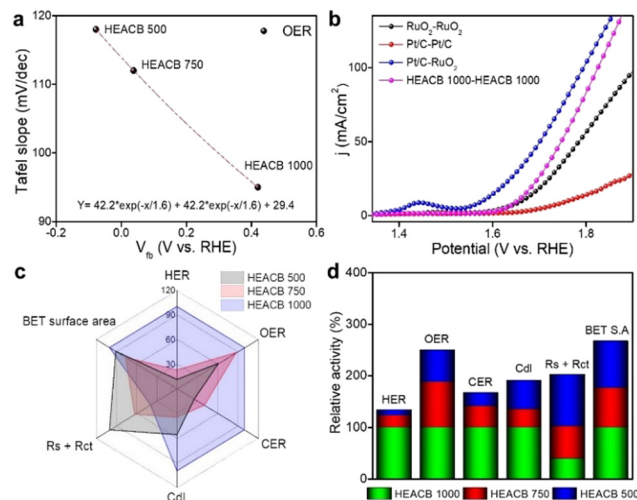 a
OER
HEACB 500
HEACB 750
HEACB 1000
Y= 42.2*exp(-x/1.6) + 42.2*exp(-x/1.6) + 29.4
Tafel slope (mV/dec)
120
110
100
90
-0.2
0.0
0.2
0.4
0.6
V_fb (V vs. RHE)
b
RuO₂-RuO₂
Pt/C-Pt/C
Pt/C-RuO₂
HEACB 1000-HEACB 1000
j (mA/cm²)
100
50
0
1.4
1.6
1.8
Potential (V vs. RHE)
c
HER
HEACB 500
HEACB 750
HEACB 1000
120
90
60
30
BET surface area
OER
Rs + Rct
CER
Cdl
d
Relative activity (%)
400
300
200
100
0
HER
OER
CER
Cdl
Rs + Rct
BET S.A
HEACB 1000
HEACB 750
HEACB 500